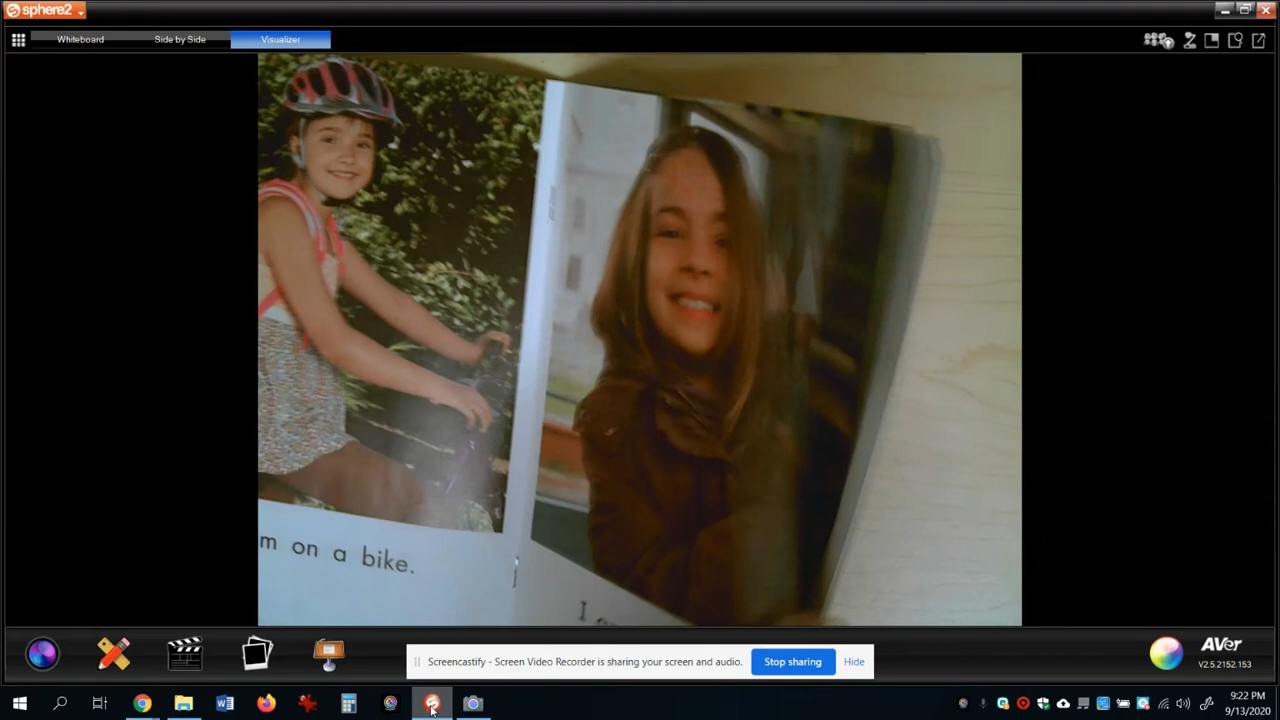 sphere2
Whiteboard
Side by Side
Visualizer
m on a bike.
I
Screencastify - Screen Video Recorder is sharing your screen and audio.
Stop sharing
Hide
AVer
V2.5.2152.153
9:22 PM
9/13/2020